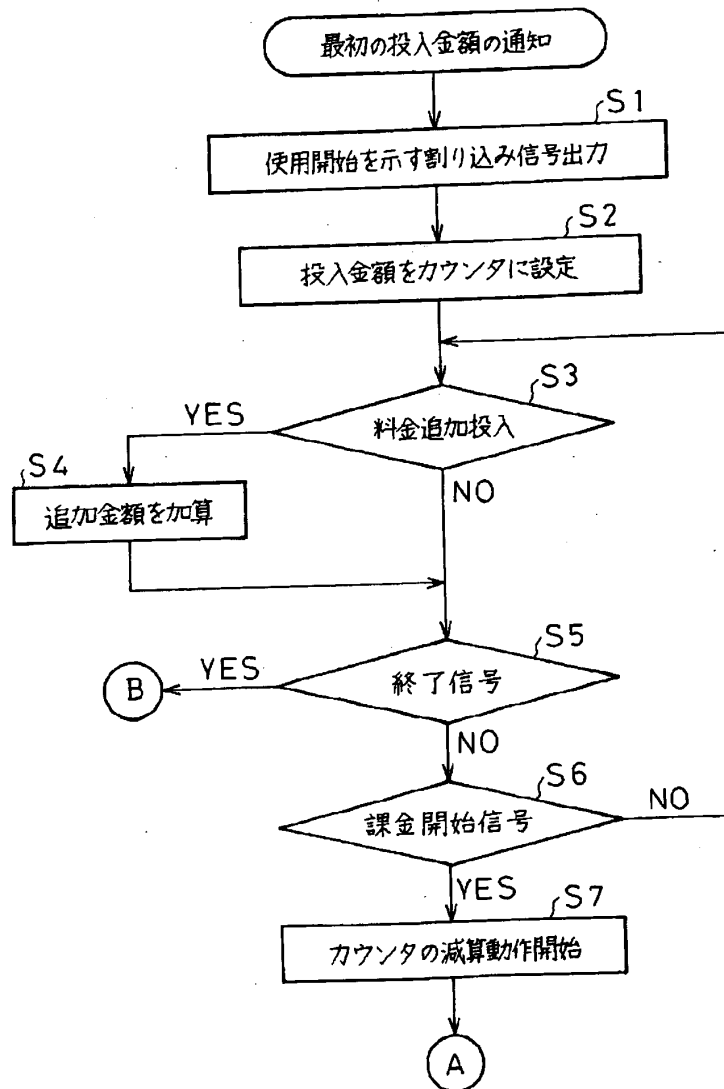 最初の投入金額の通知
S1
使用開始を示す割り込み信号出力
S2
投入金額をカウンタに設定
S3
料金追加投入
YES
NO
S4
追加金額を加算
S5
終了信号
YES
B
NO
S6
課金開始信号
NO
YES
S7
カウンタの減算動作開始
A